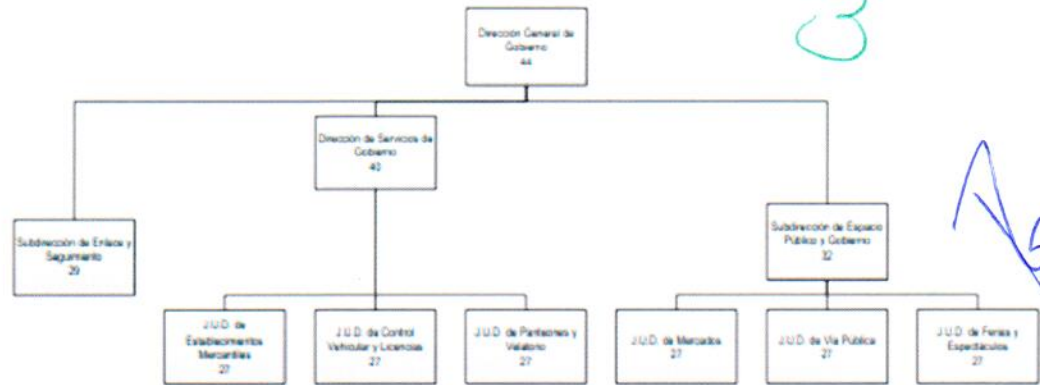 Dirección General de
Gobierno
44
Dirección de Servicios de
Gobierno
40
Subdirección de Enlace y
Seguimiento
29
Subdirección de Espacio
Público y Gobierno
32
J.U.D. de
Establecimientos
Mercantiles
27
J.U.D. de Control
Vehicular y Licencias
27
J.U.D. de Panteones y
Velatorio
27
J.U.D. de Mercados
27
J.U.D. de Vía Pública
27
J.U.D. de Ferias y
Espectáculos
27